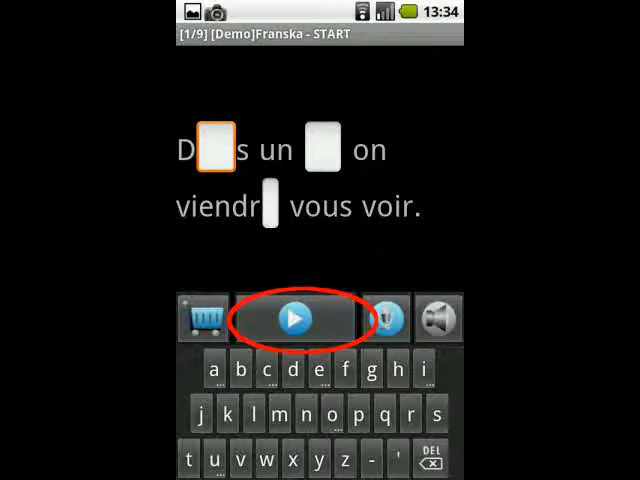 13:34
[1/9] [Demo]Franska - START
D s un on
viendr vous voir.
a b c d e f g h i
j k l m n o p q r s
t u v w x y z - ' DEL